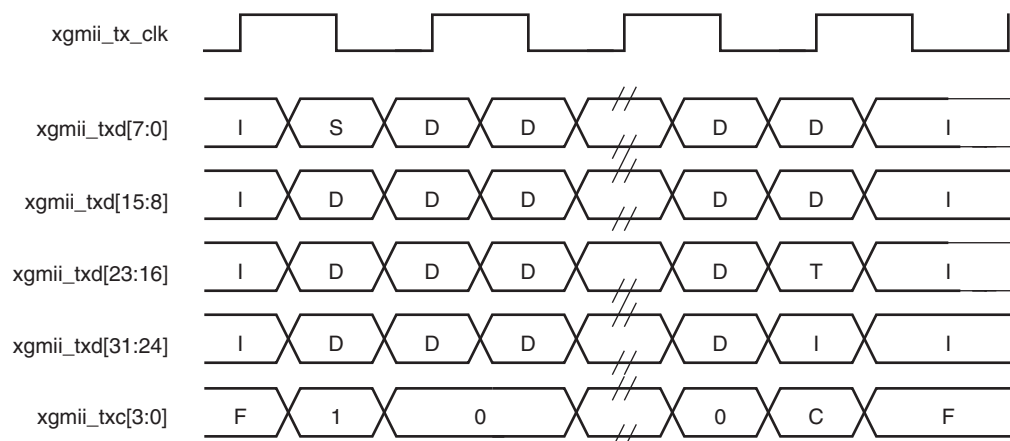 xgmii_tx_clk
xgmii_txd[7:0] I S D D D D I
xgmii_txd[15:8] I D D D D D I
xgmii_txd[23:16] I D D D D T I
xgmii_txd[31:24] I D D D D I I
xgmii_txc[3:0] F 1 0 0 C F